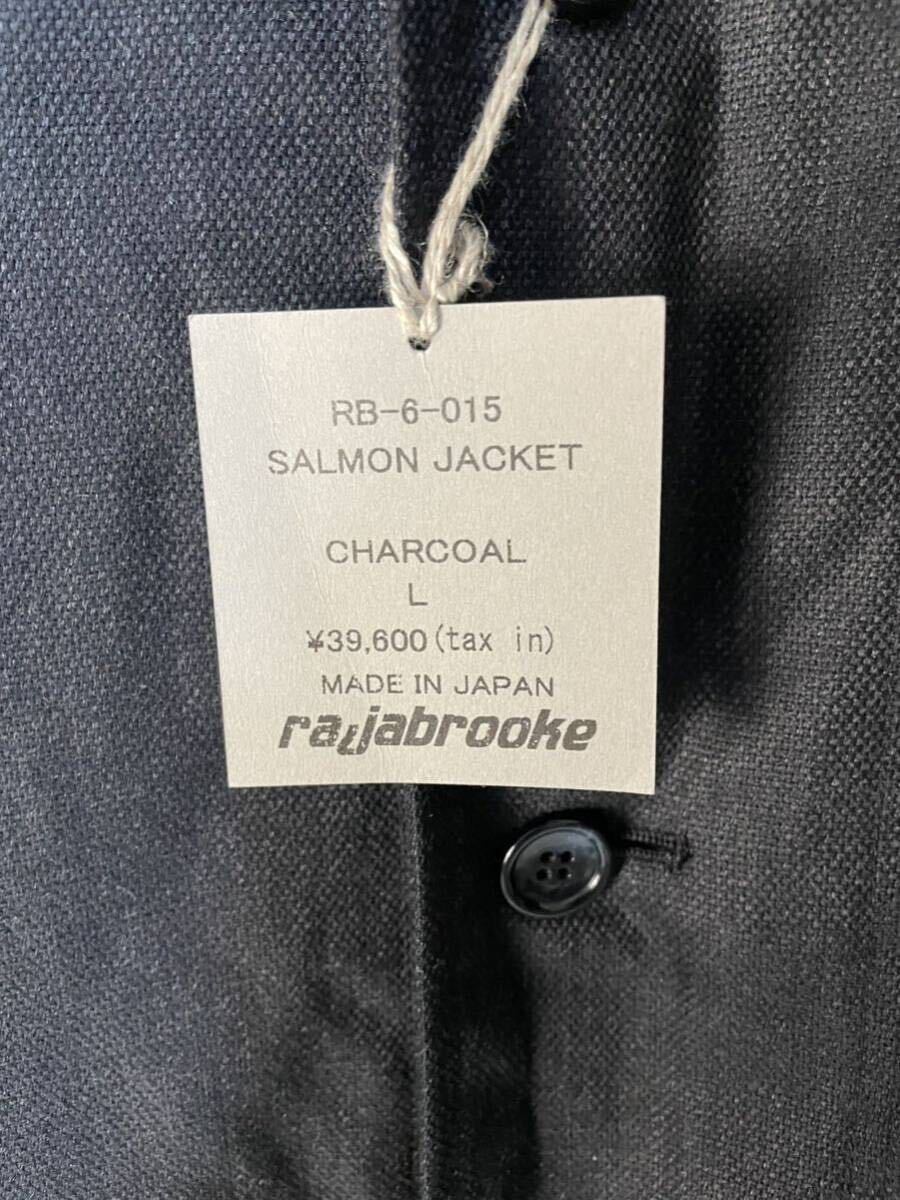 RB-6-015
SALMON JACKET
CHARCOAL
L
¥39,600(tax in)
MADE IN JAPAN
rajabrooke